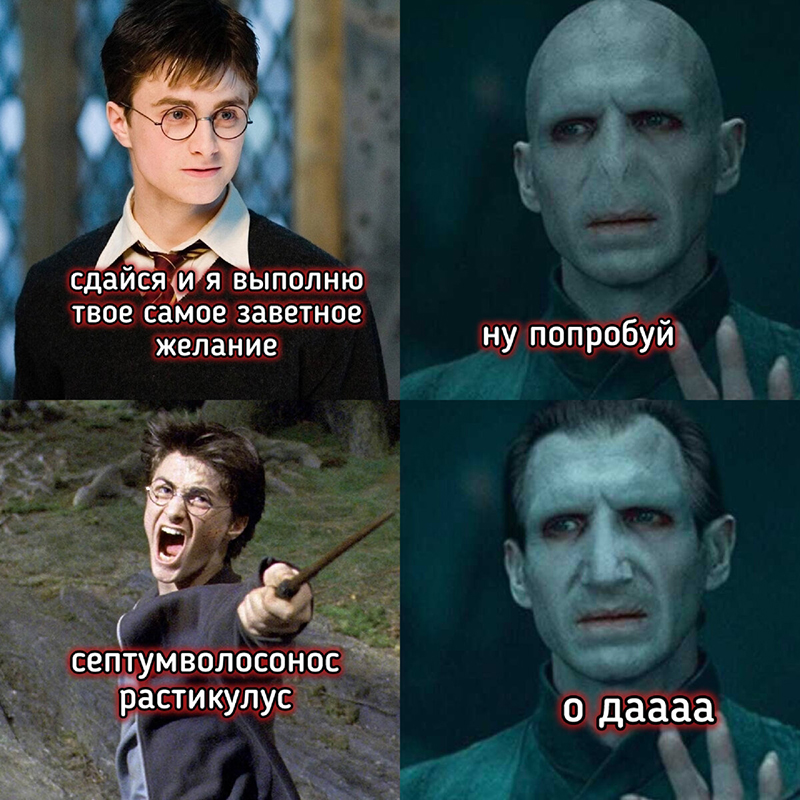 сдайся и я выполню
твое самое заветное
желание
ну попробуй
септумволосонос
растикулус
о даааа